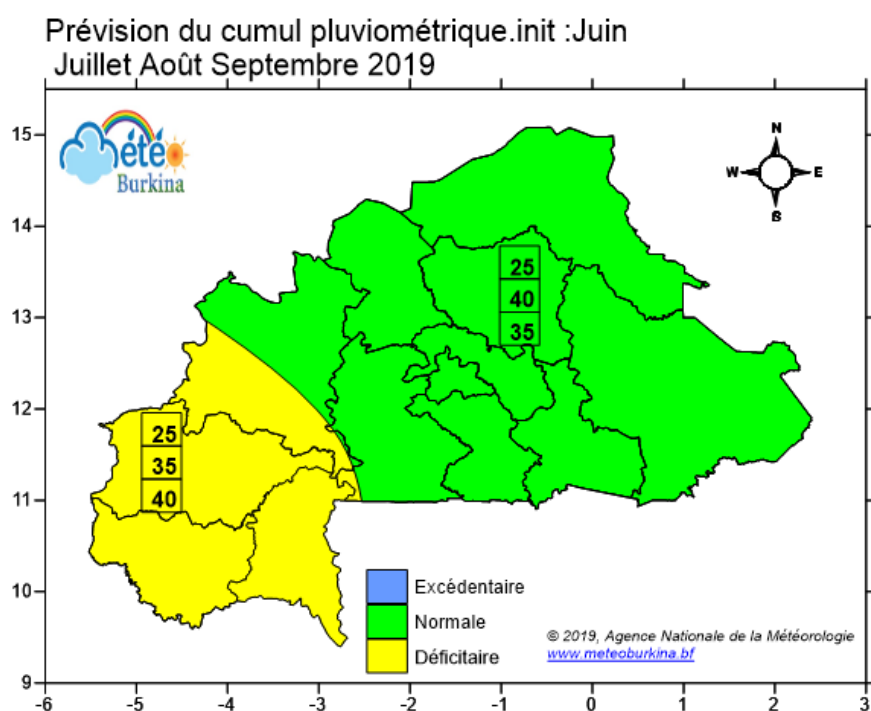 Prévision du cumul pluviométrique.init :Juin
Juillet Août Septembre 2019
Météo
Burkina
N
W E
S
15
14
13
12
11
10
9
25
40
35
25
35
40
Excédentaire
Normale
Déficitaire
© 2019, Agence Nationale de la Météorologie
www.meteoburkina.bf
-6 -5 -4 -3 -2 -1 0 1 2 3